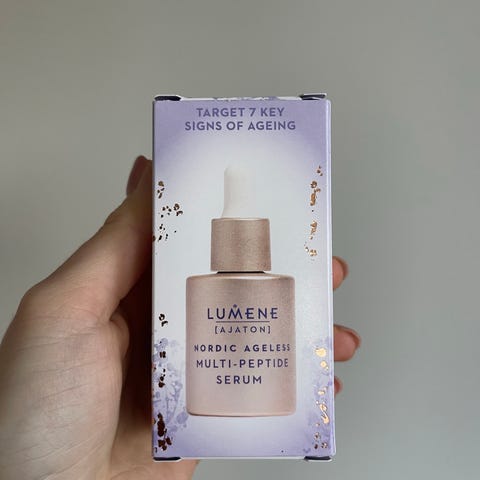 TARGET 7 KEY
SIGNS OF AGEING
LUMENE
[AJATON]
NORDIC AGELESS
MULTI-PEPTIDE
SERUM